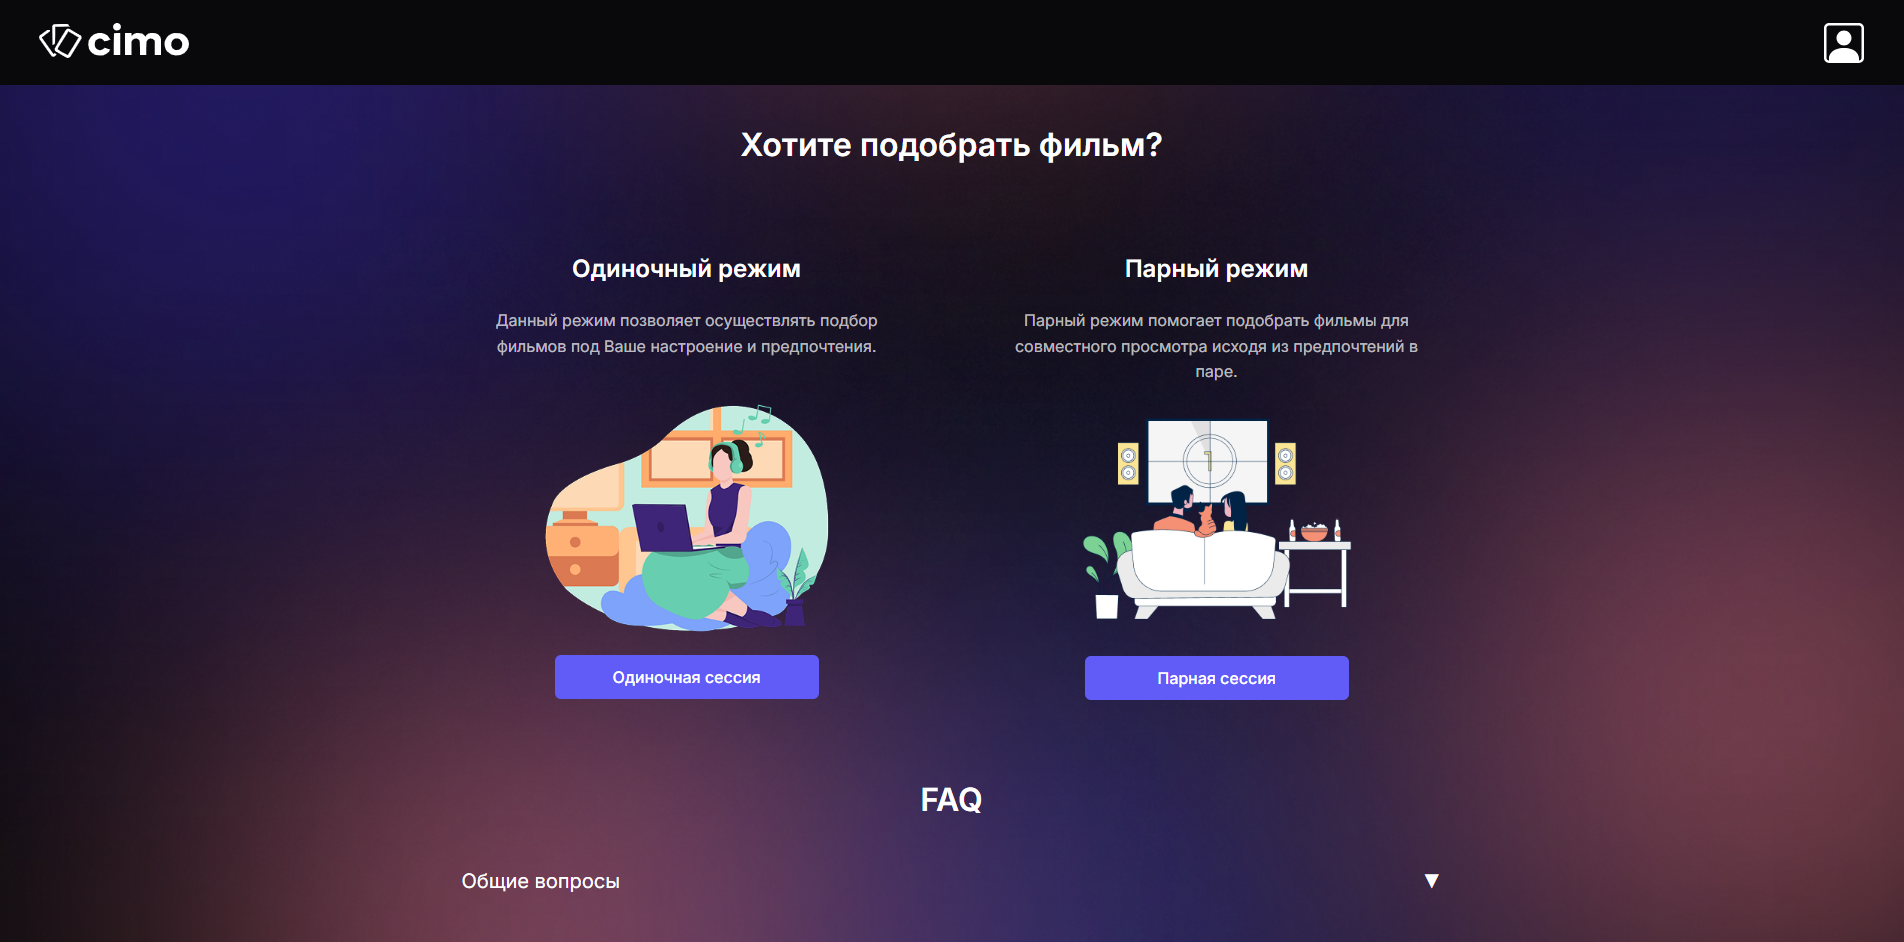 cimo
Хотите подобрать фильм?
Одиночный режим
Данный режим позволяет осуществлять подбор
фильмов под Ваше настроение и предпочтения.
Одиночная сессия
Парный режим
Парный режим помогает подобрать фильмы для
совместного просмотра исходя из предпочтений в
паре.
1
Парная сессия
FAQ
Общие вопросы